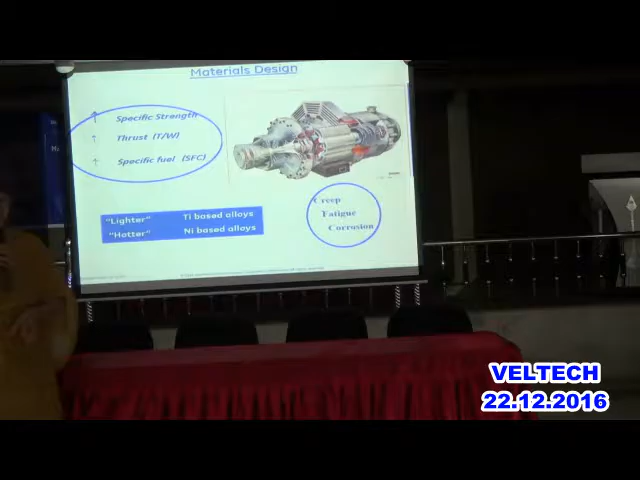 Materials Design
↑ Specific Strength
↑ Thrust (T/W)
↑ Specific fuel (SFC)
"Lighter" Ti based alloys
"Hotter" Ni based alloys
Creep
Fatigue
Corrosion
VELTECH
22.12.2016